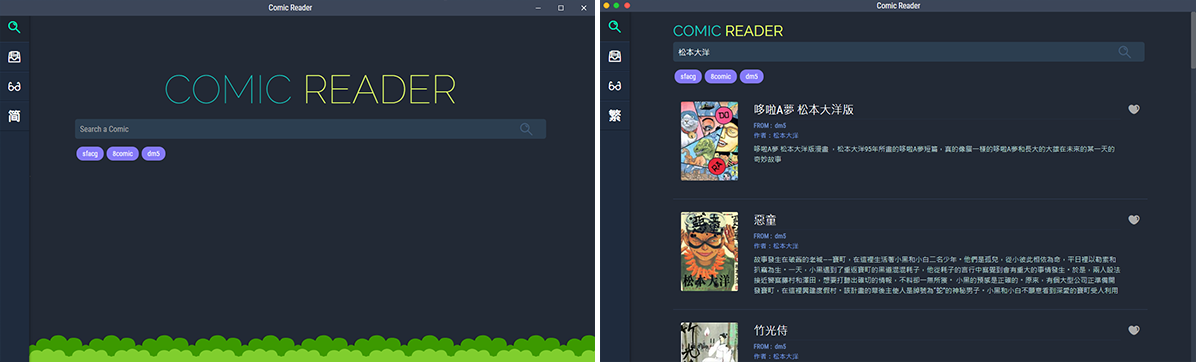 Comic Reader
简
COMIC READER
Search a Comic
sfacg 8comic dm5
Comic Reader
繁
COMIC READER
松本大洋
sfacg 8comic dm5
哆啦A夢 松本大洋版
FROM : dm5
作者：松本大洋
哆啦A夢 松本大洋版漫畫 ，松本大洋95年所畫的哆啦A夢短篇，真的像貓一樣的哆啦A夢和長大的大雄在未來的某一天的
奇妙故事
惡童
FROM : dm5
作者：松本大洋
故事發生在破舊的老城——寶町，在這裡生活著小黑和小白二名少年。他們是孤兒，從小彼此相依為命，平日裡以勒索和
扒竊為生。一天，小黑遇到了重返寶町的黑道混混耗子，他從耗子的言行中察覺到會有重大的事情發生。於是，兩人設法
接近警官藤村和澤田，想要打聽出確切的情報，不料卻一無所獲。小黑的預感是正確的。原來，有個大型公司正準備開
發寶町，在這裡興建度假村。該計畫的幕後主使人是綽號為"蛇"的神秘男子。小黑和小白不願意看到深愛的寶町受人利用
松本大洋
竹光侍
FROM : dm5
作者：松本大洋